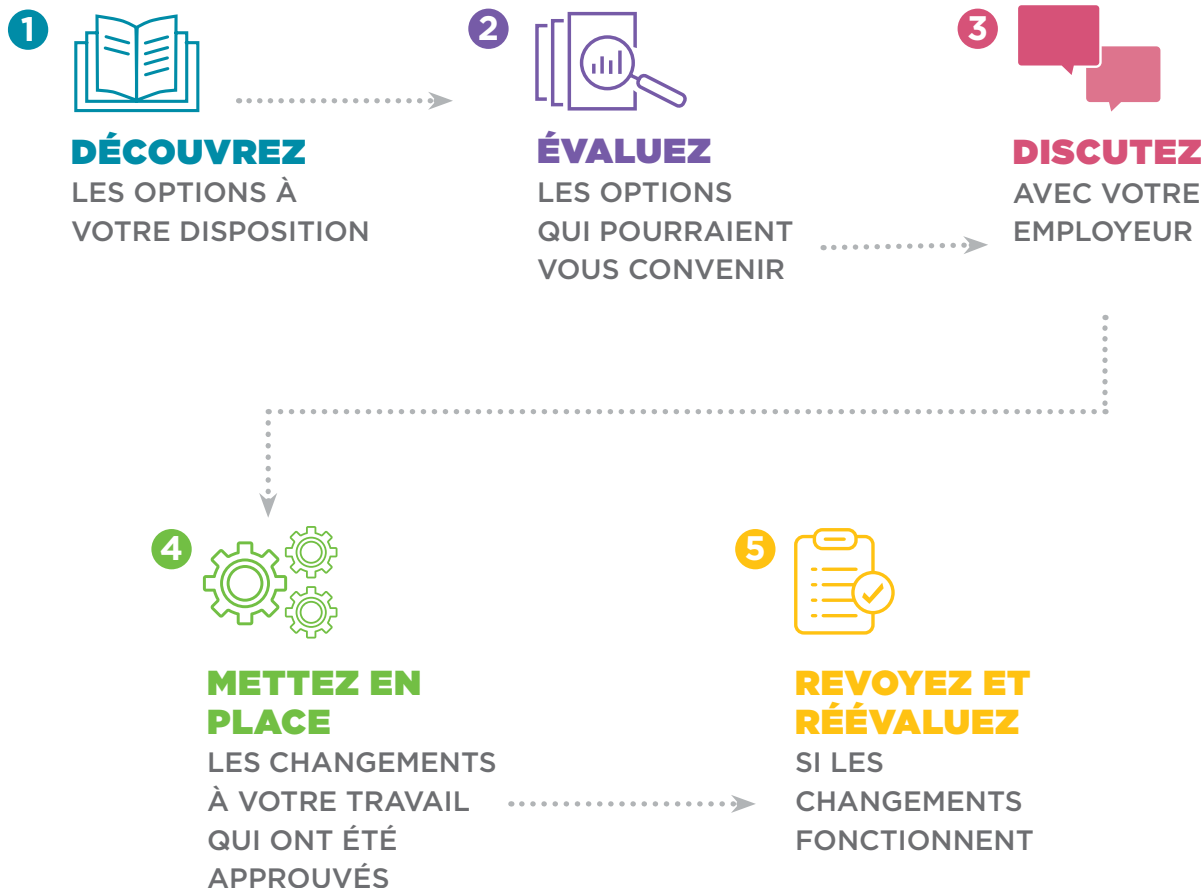 1
DÉCOUVREZ
LES OPTIONS À
VOTRE DISPOSITION
2
ÉVALUEZ
LES OPTIONS
QUI POURRAIENT
VOUS CONVENIR
3
DISCUTEZ
AVEC VOTRE
EMPLOYEUR
4
METTEZ EN
PLACE
LES CHANGEMENTS
À VOTRE TRAVAIL
QUI ONT ÉTÉ
APPROUVÉS
5
REVOYEZ ET
RÉÉVALUEZ
SI LES
CHANGEMENTS
FONCTIONNENT